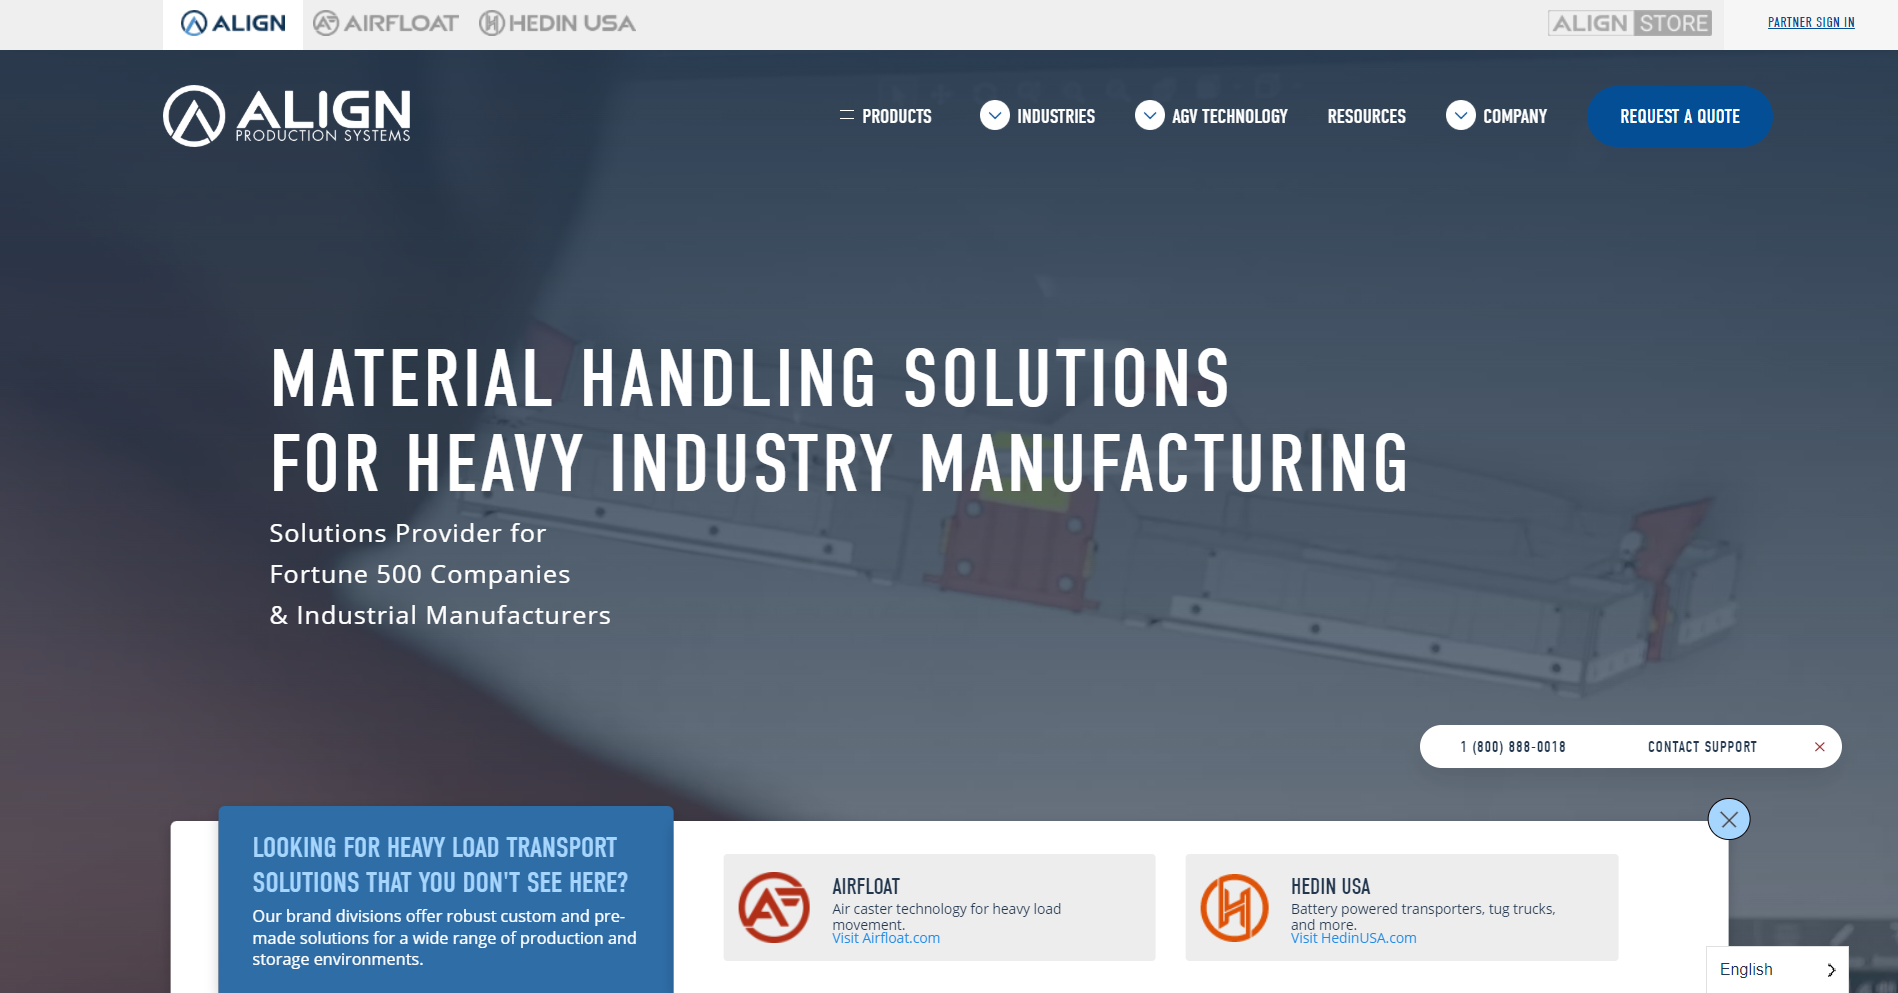 ALIGN
AIRFLOAT
HEDIN USA
ALIGN STORE
PARTNER SIGN IN
ALIGN
PRODUCTION SYSTEMS
PRODUCTS
INDUSTRIES
AGV TECHNOLOGY
RESOURCES
COMPANY
REQUEST A QUOTE
MATERIAL HANDLING SOLUTIONS
FOR HEAVY INDUSTRY MANUFACTURING
Solutions Provider for
Fortune 500 Companies
& Industrial Manufacturers
1 (800) 888-0018
CONTACT SUPPORT
LOOKING FOR HEAVY LOAD TRANSPORT
SOLUTIONS THAT YOU DON'T SEE HERE?
Our brand divisions offer robust custom and pre-
made solutions for a wide range of production and
storage environments.
AIRFLOAT
Air caster technology for heavy load
movement.
Visit Airfloat.com
HEDIN USA
Battery powered transporters, tug trucks,
and more.
Visit HedinUSA.com
English